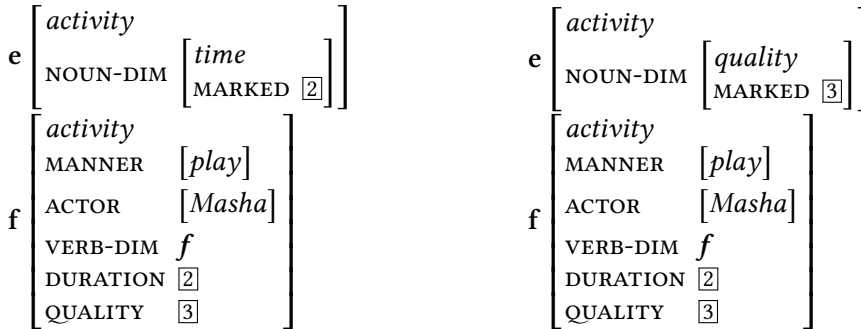 e [activity
NOUN-DIM [time
MARKED 2]]
f [activity
MANNER [play]
ACTOR [Masha]
VERB-DIM f
DURATION 2
QUALITY 3]
e [activity
NOUN-DIM [quality
MARKED 3]]
f [activity
MANNER [play]
ACTOR [Masha]
VERB-DIM f
DURATION 2
QUALITY 3]